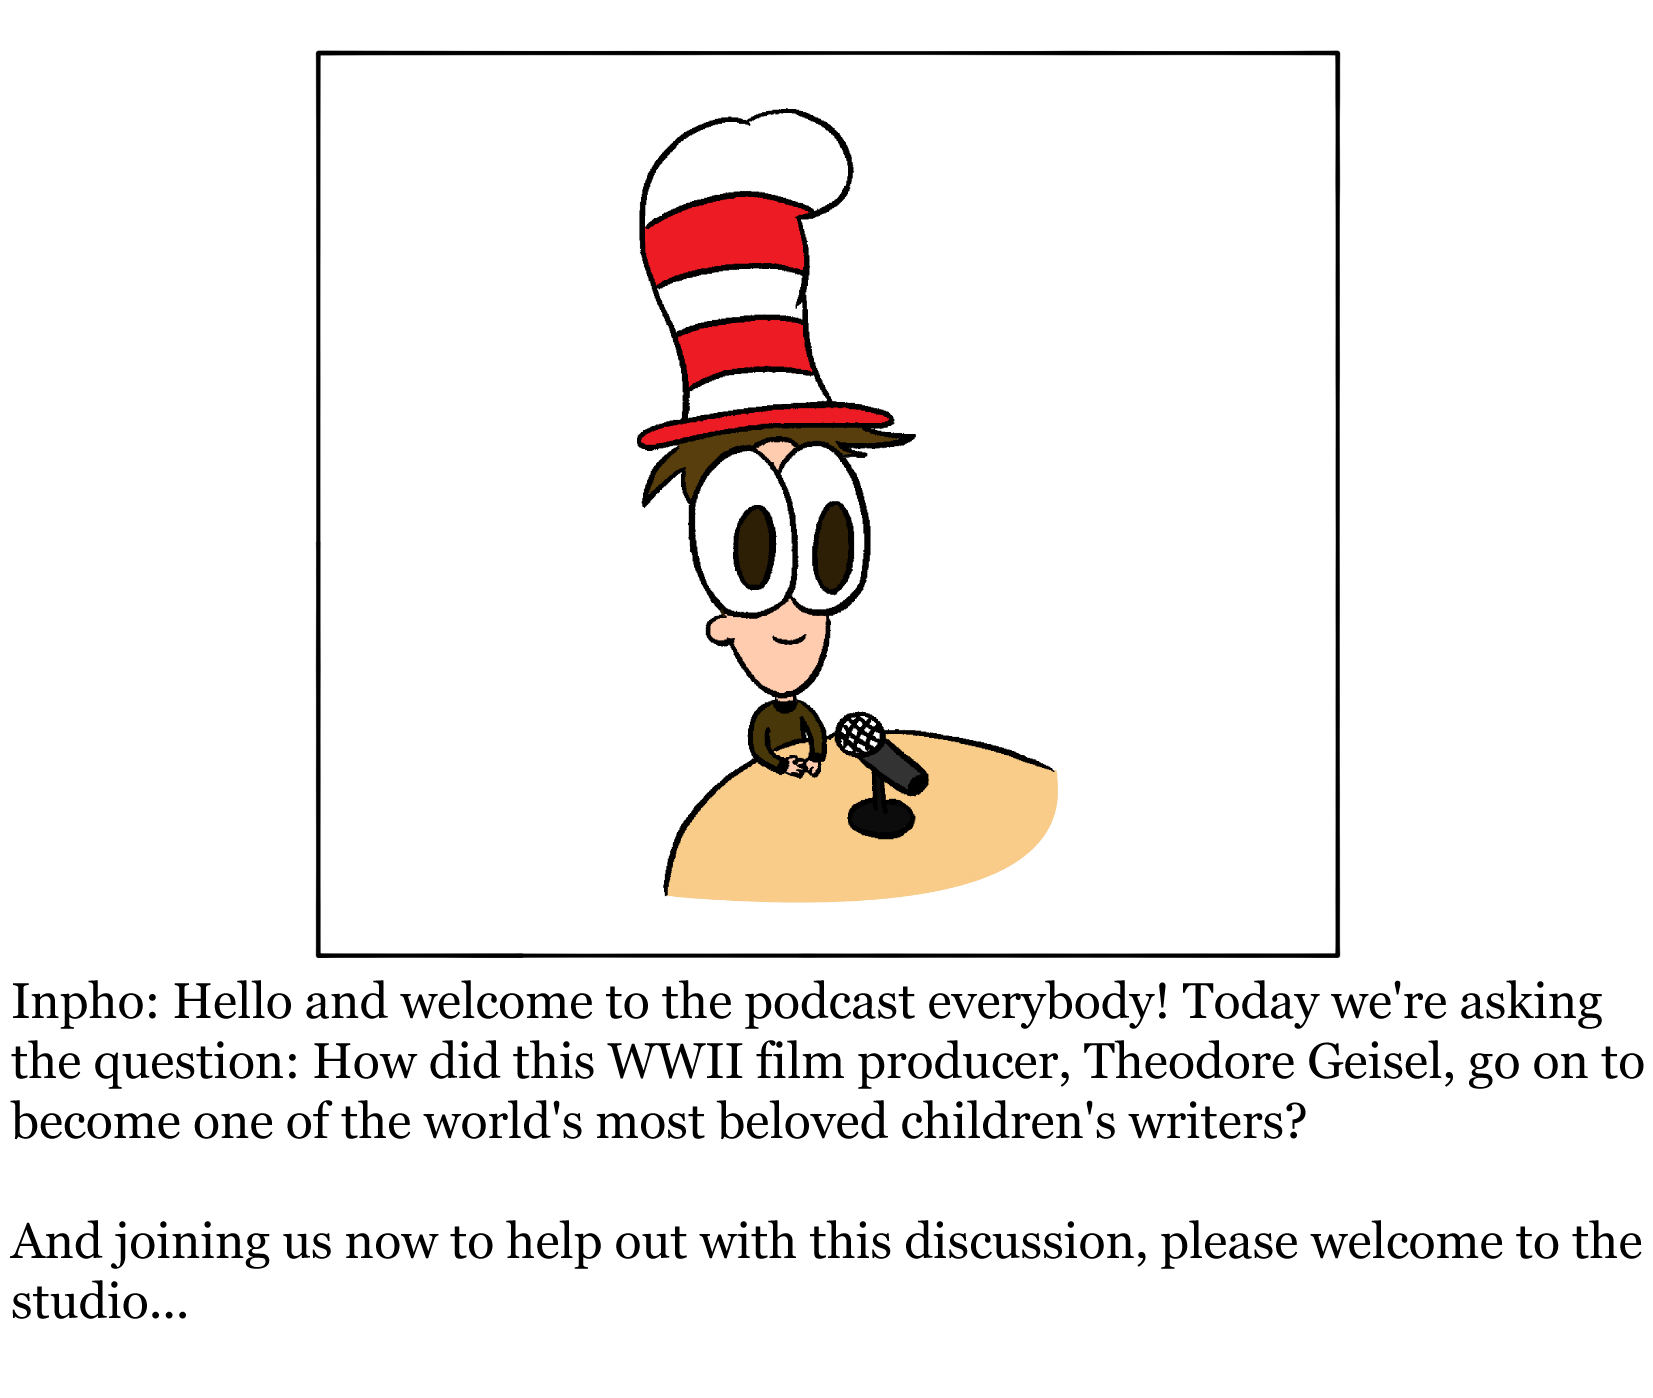 Inpho: Hello and welcome to the podcast everybody! Today we're asking
the question: How did this WWII film producer, Theodore Geisel, go on to
become one of the world's most beloved children's writers?
And joining us now to help out with this discussion, please welcome to the
studio...